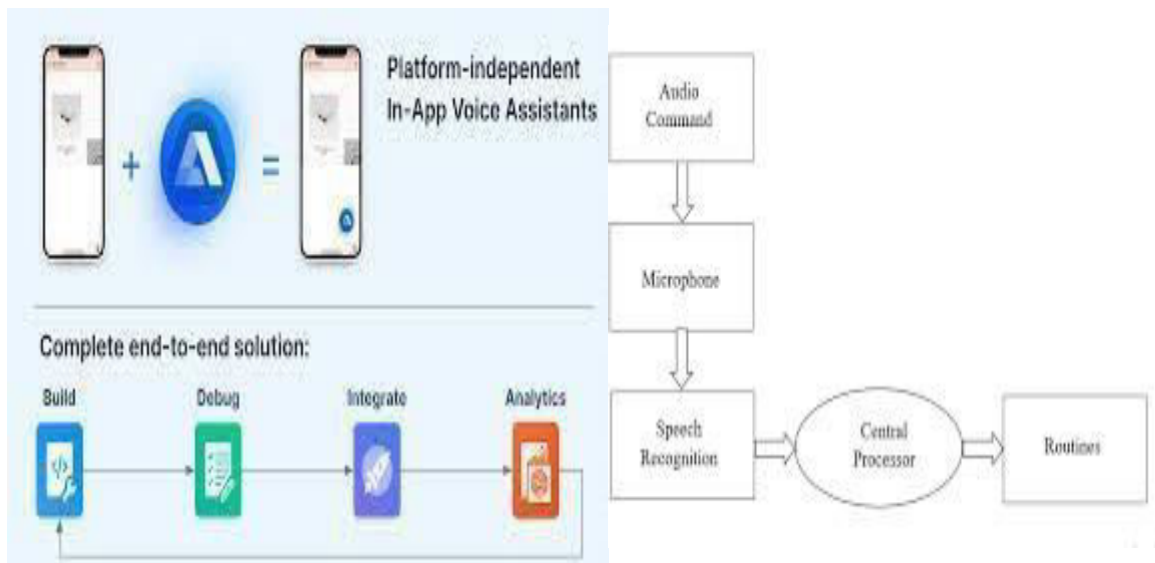 Platform-independent
In-App Voice Assistants
Complete end-to-end solution:
Build
Debug
Integrate
Analytics
Audio
Command
Microphone
Speech
Recognition
Central
Processor
Routines